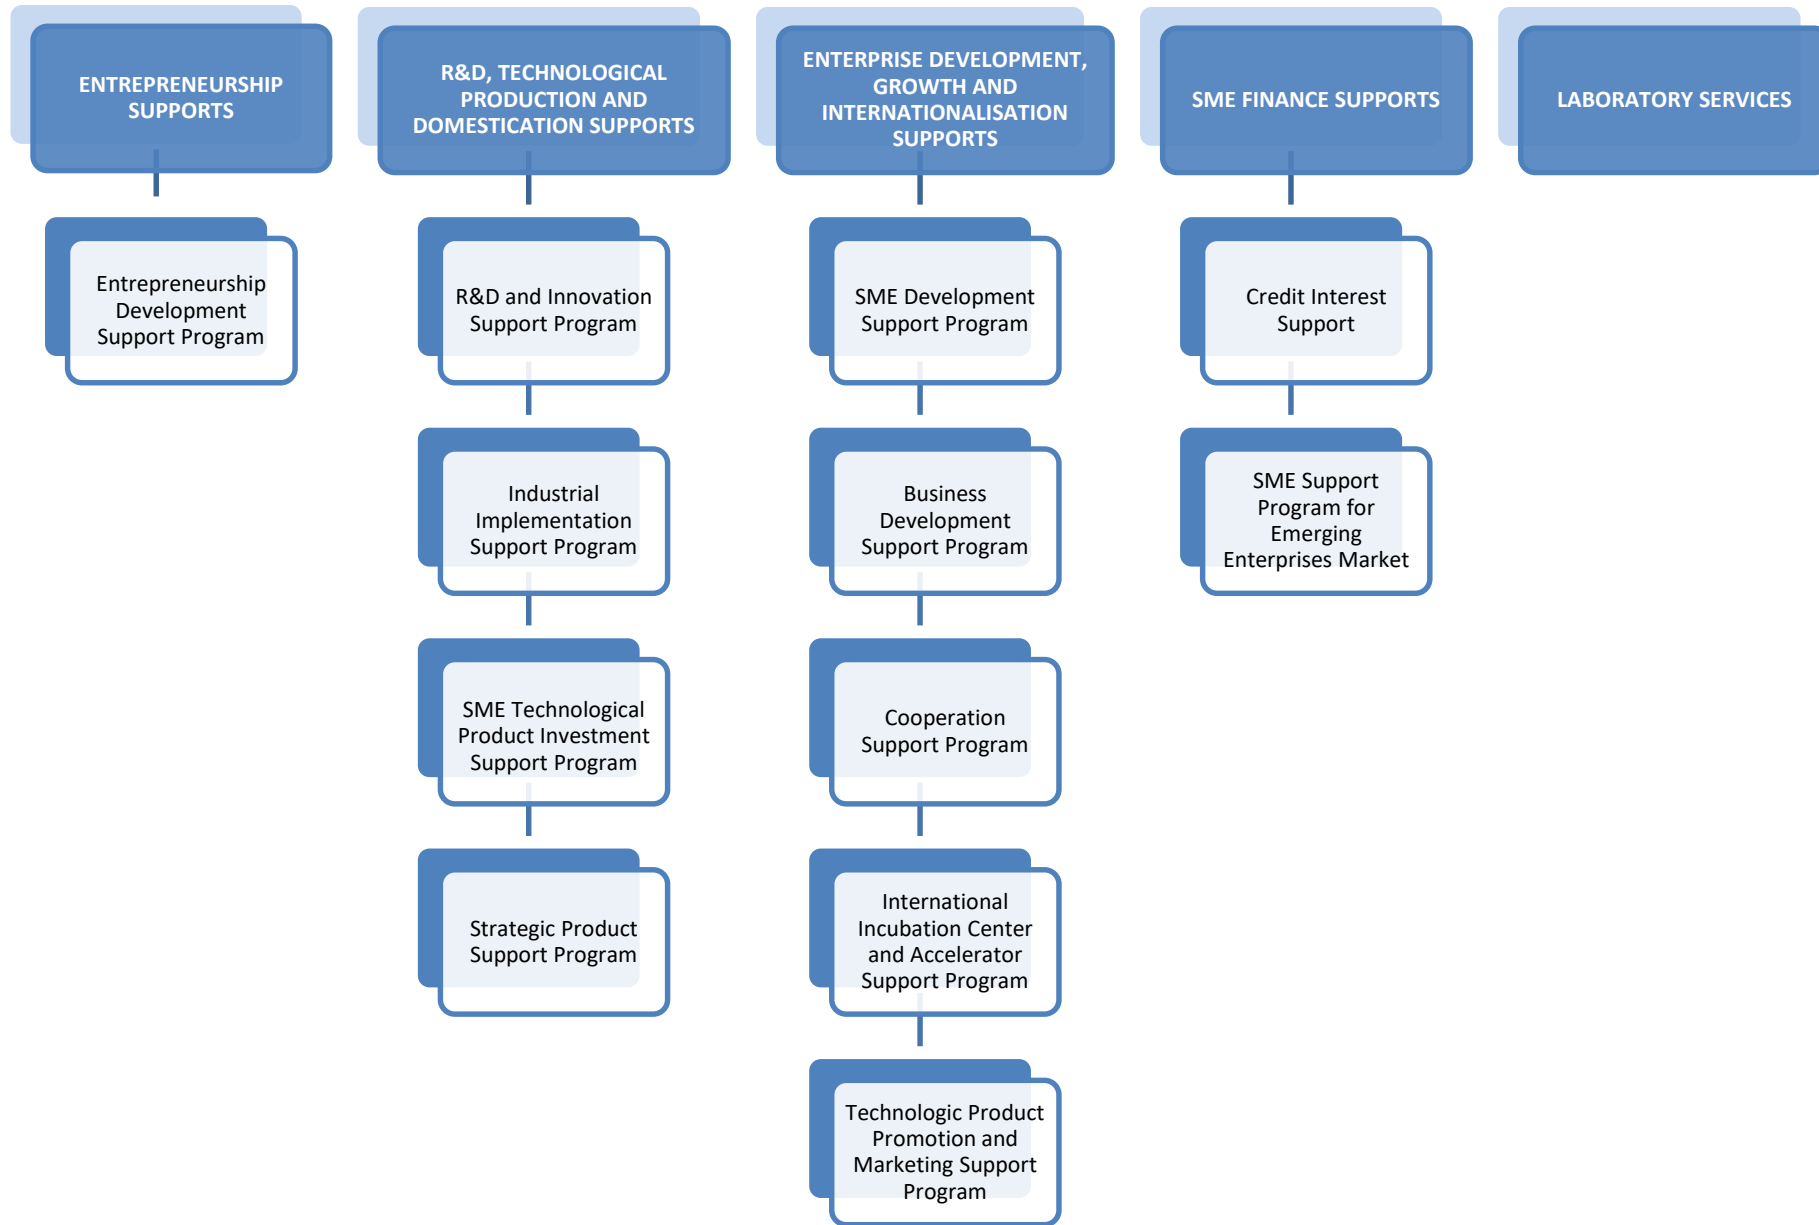 ENTREPRENEURSHIP
SUPPORTS
R&D, TECHNOLOGICAL
PRODUCTION AND
DOMESTICATION SUPPORTS
ENTERPRISE DEVELOPMENT,
GROWTH AND
INTERNATIONALISATION
SUPPORTS
SME FINANCE SUPPORTS
LABORATORY SERVICES
Entrepreneurship
Development
Support Program
R&D and Innovation
Support Program
Industrial
Implementation
Support Program
SME Technological
Product Investment
Support Program
Strategic Product
Support Program
SME Development
Support Program
Business
Development
Support Program
Cooperation
Support Program
International
Incubation Center
and Accelerator
Support Program
Technologic Product
Promotion and
Marketing Support
Program
Credit Interest
Support
SME Support
Program for
Emerging
Enterprises Market